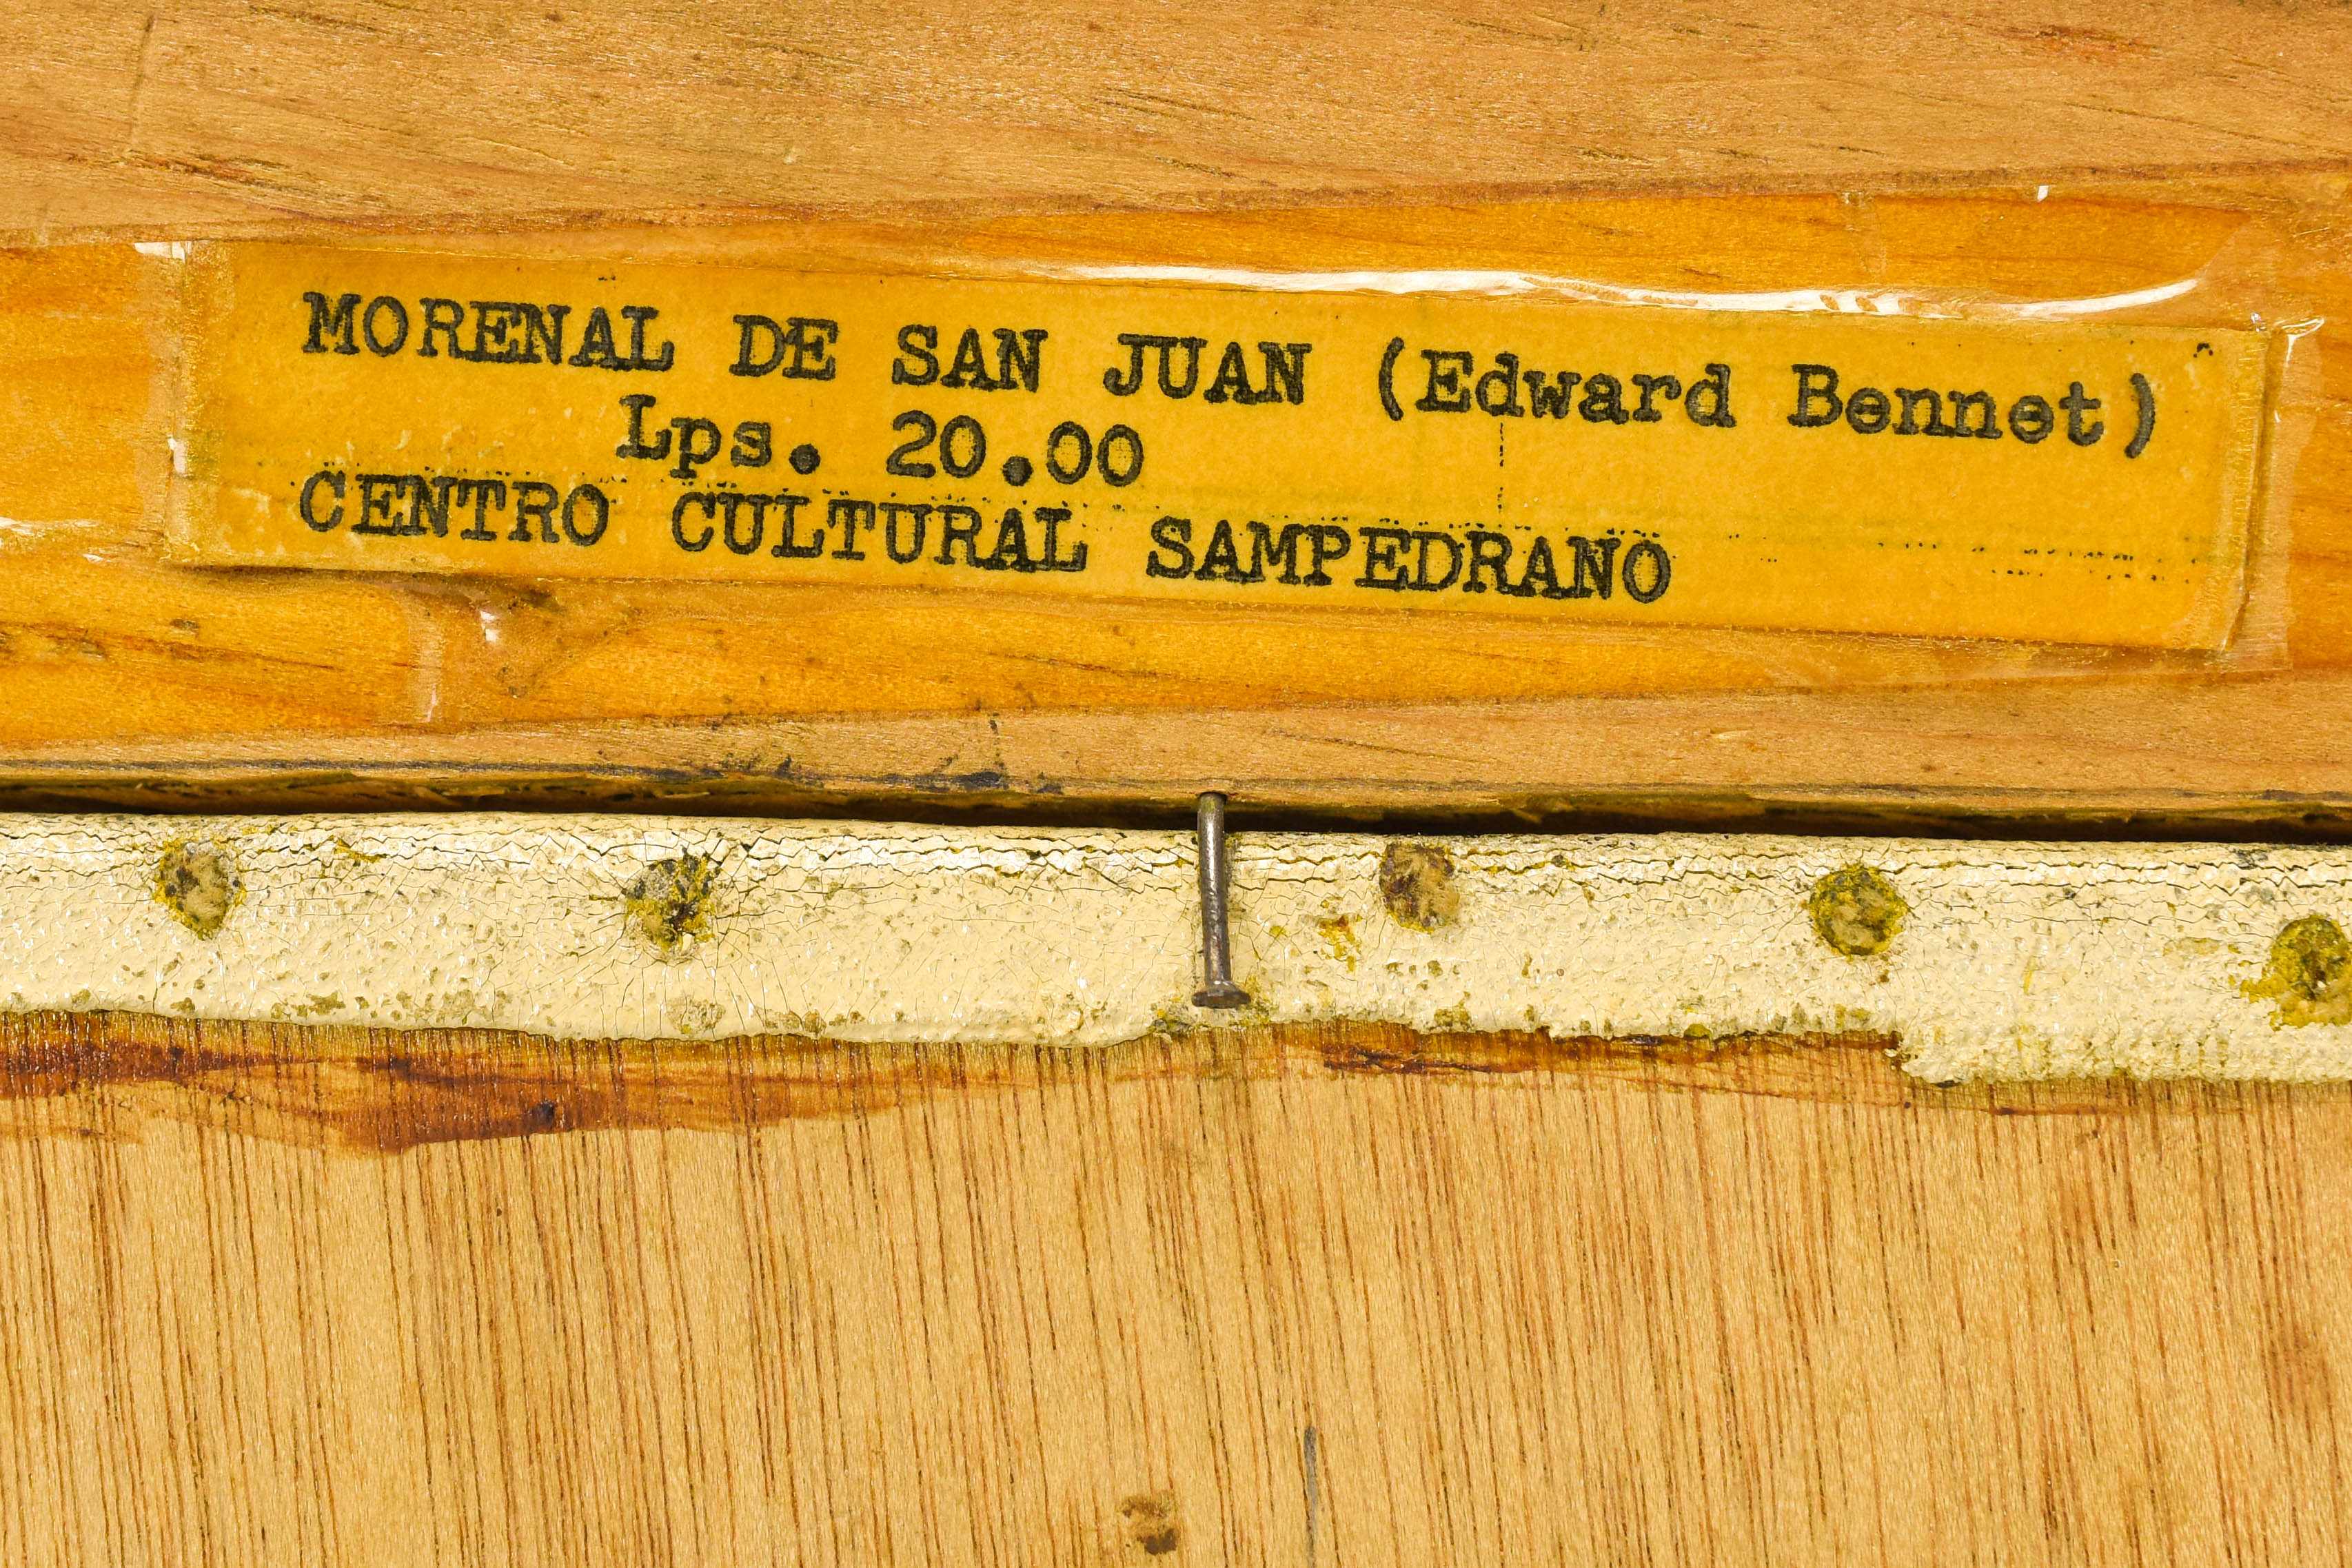 MORENAL DE SAN JUAN (Edward Bennet)
Lps. 20.00
CENTRO CULTURAL SAMPEDRANO